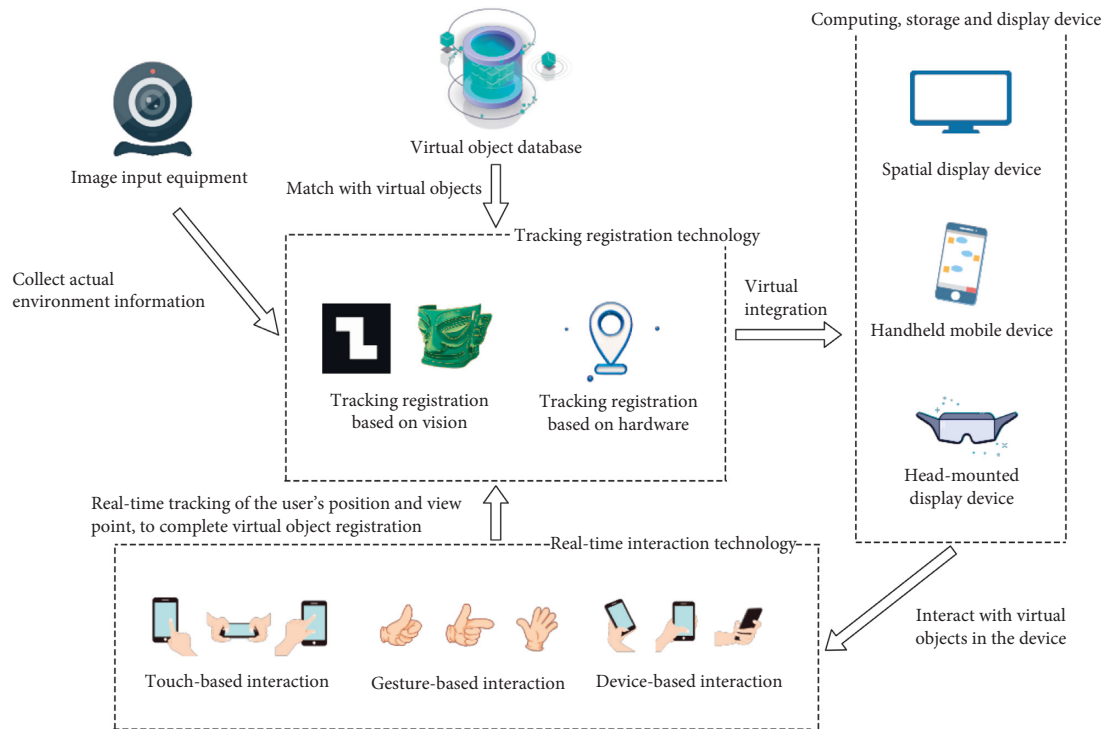 Computing, storage and display device
Virtual object database
Image input equipment
Match with virtual objects
Spatial display device
Tracking registration technology
Collect actual
environment information
Virtual
integration
Handheld mobile device
Tracking registration
based on vision
Tracking registration
based on hardware
Head-mounted
display device
Real-time tracking of the user's position and view
point, to complete virtual object registration
Real-time interaction technology
Interact with virtual
objects in the device
Touch-based interaction
Gesture-based interaction
Device-based interaction